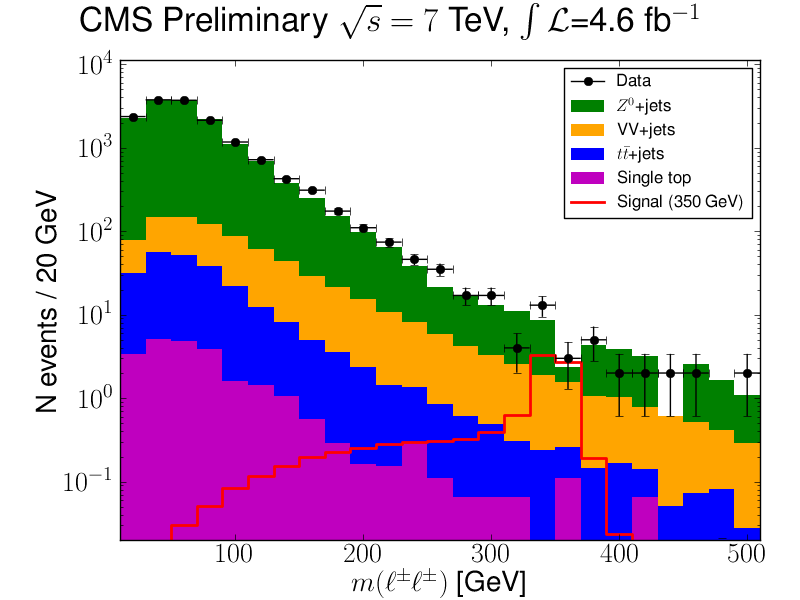 CMS Preliminary √s = 7 TeV, ∫ ℒ=4.6 fb⁻¹
10⁴
10³
10²
10¹
10⁰
10⁻¹
N events / 20 GeV
Data
Z⁰+jets
VV+jets
tt̄+jets
Single top
Signal (350 GeV)
100 200 300 400 500
m(ℓ±ℓ±) [GeV]